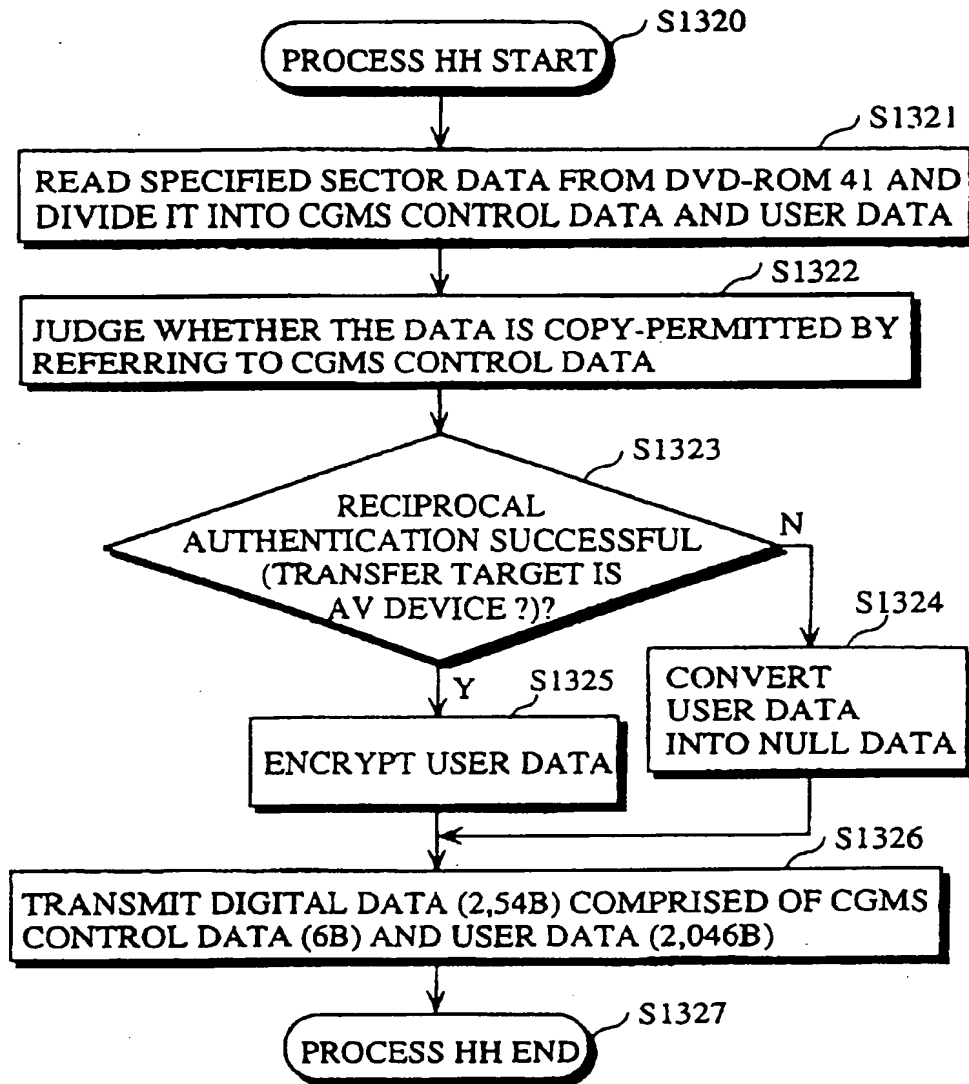 S1320
PROCESS HH START
S1321
READ SPECIFIED SECTOR DATA FROM DVD-ROM 41 AND
DIVIDE IT INTO CGMS CONTROL DATA AND USER DATA
S1322
JUDGE WHETHER THE DATA IS COPY-PERMITTED BY
REFERRING TO CGMS CONTROL DATA
S1323
RECIPROCAL
AUTHENTICATION SUCCESSFUL
(TRANSFER TARGET IS
AV DEVICE ?)?
N
S1324
CONVERT
USER DATA
INTO NULL DATA
Y
S1325
ENCRYPT USER DATA
S1326
TRANSMIT DIGITAL DATA (2,54B) COMPRISED OF CGMS
CONTROL DATA (6B) AND USER DATA (2,046B)
S1327
PROCESS HH END